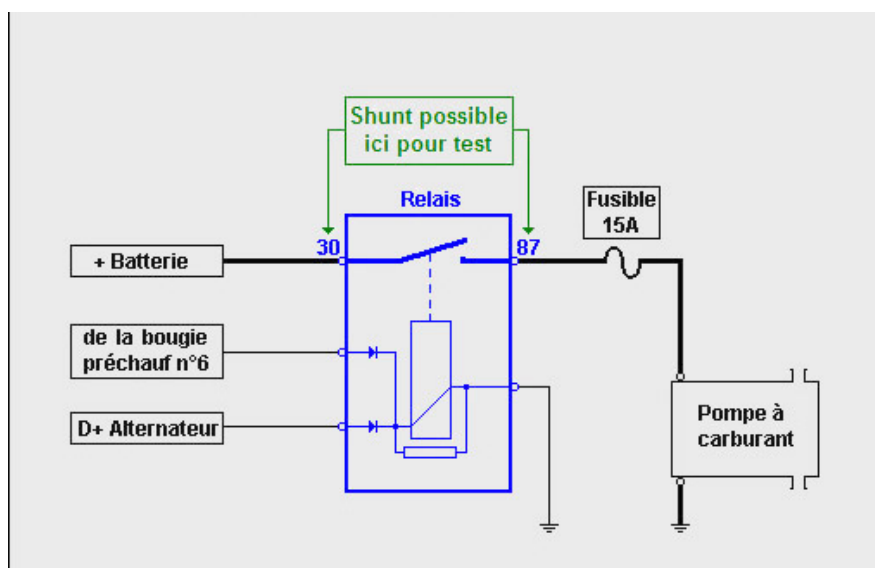 Shunt possible
ici pour test
Relais
Fusible
15A
30
87
+ Batterie
de la bougie
préchauf n°6
D+ Alternateur
Pompe à
carburant